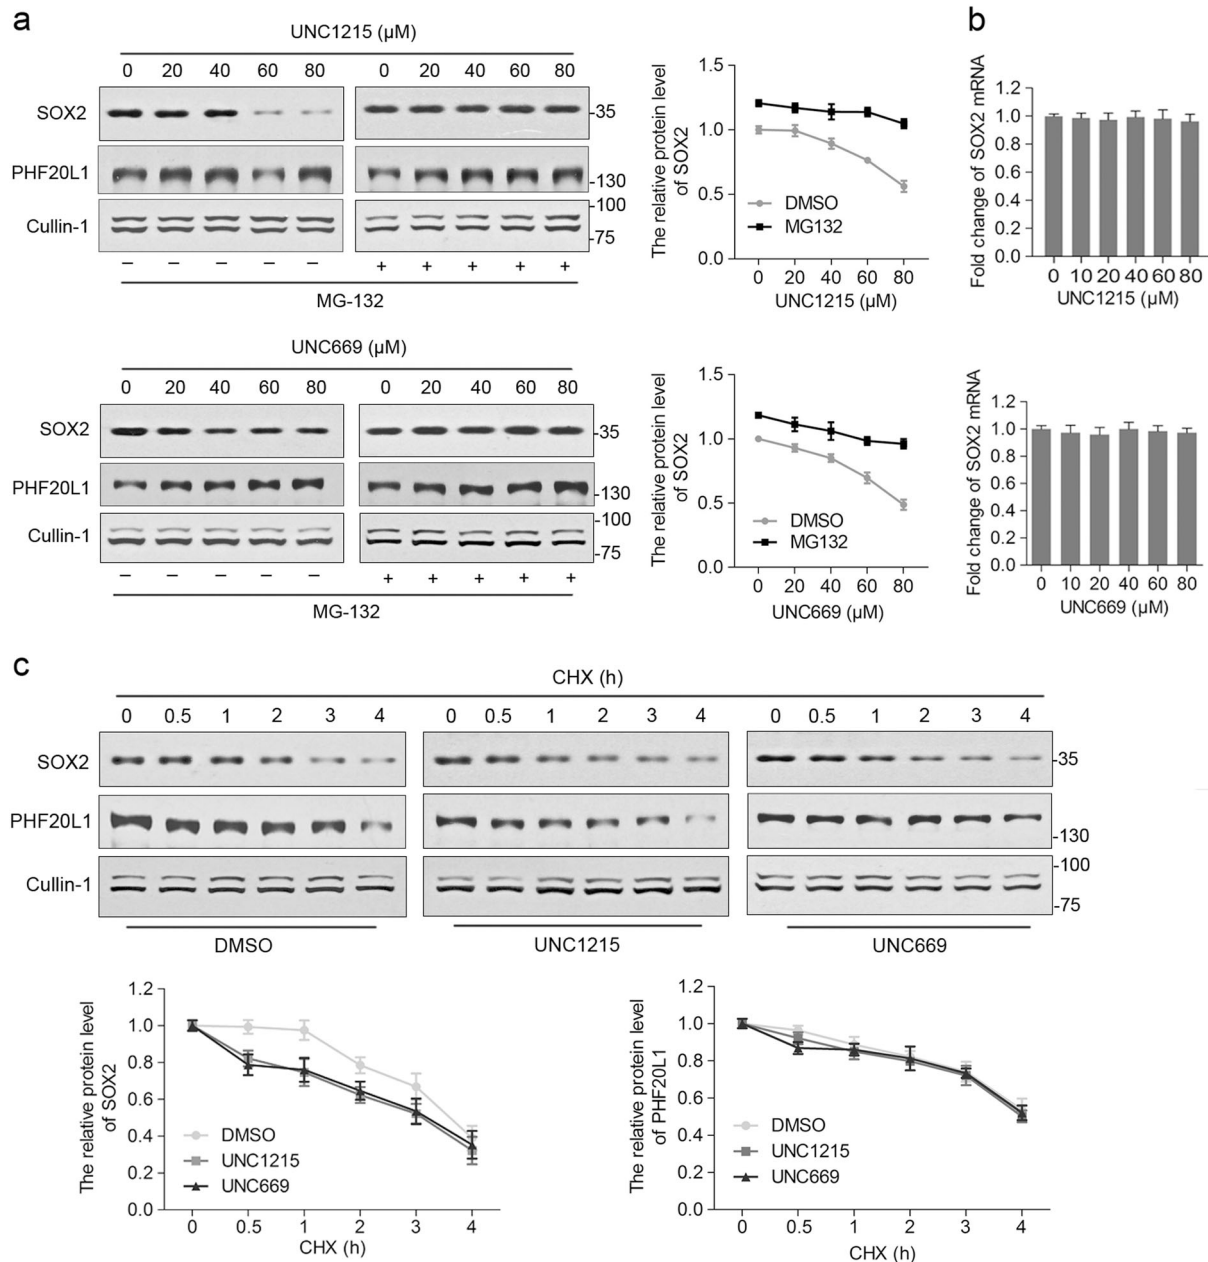 a
UNC1215 (µM)
0 20 40 60 80 0 20 40 60 80
SOX2
-35
PHF20L1
-130
Cullin-1
-100
-75
– – – – – + + + + +
MG-132
The relative protein level
of SOX2
1.5
1.0
0.5
0.0
DMSO
MG132
0 20 40 60 80
UNC1215 (µM)
b
Fold change of SOX2 mRNA
1.2
1.0
0.8
0.6
0.4
0.2
0.0
0 10 20 40 60 80
UNC1215 (µM)
UNC669 (µM)
0 20 40 60 80 0 20 40 60 80
SOX2
-35
PHF20L1
-130
Cullin-1
-100
-75
– – – – – + + + + +
MG-132
The relative protein level
of SOX2
1.5
1.0
0.5
0.0
DMSO
MG132
0 20 40 60 80
UNC669 (µM)
Fold change of SOX2 mRNA
1.2
1.0
0.8
0.6
0.4
0.2
0.0
0 10 20 40 60 80
UNC669 (µM)
c
CHX (h)
0 0.5 1 2 3 4 0 0.5 1 2 3 4 0 0.5 1 2 3 4
SOX2
-35
PHF20L1
-130
Cullin-1
-100
-75
DMSO UNC1215 UNC669
The relative protein level
of SOX2
1.2
1.0
0.8
0.6
0.4
0.2
0.0
DMSO
UNC1215
UNC669
0 0.5 1 2 3 4
CHX (h)
The relative protein level
of PHF20L1
1.2
1.0
0.8
0.6
0.4
0.2
0.0
DMSO
UNC1215
UNC669
0 0.5 1 2 3 4
CHX (h)